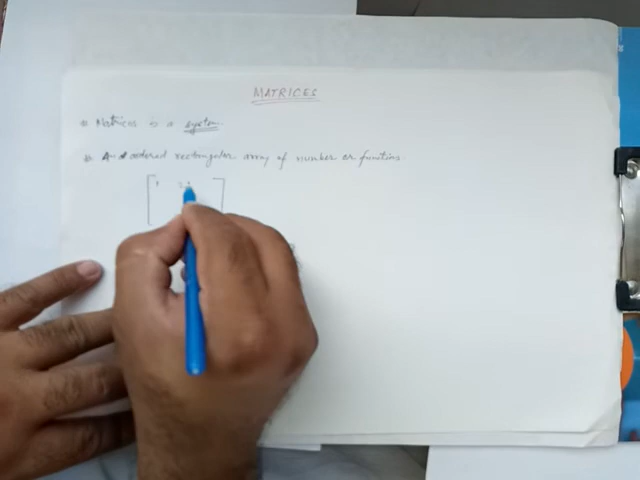 MATRICES
Matrices is a system.
An ordered rectangular array of number or functions.